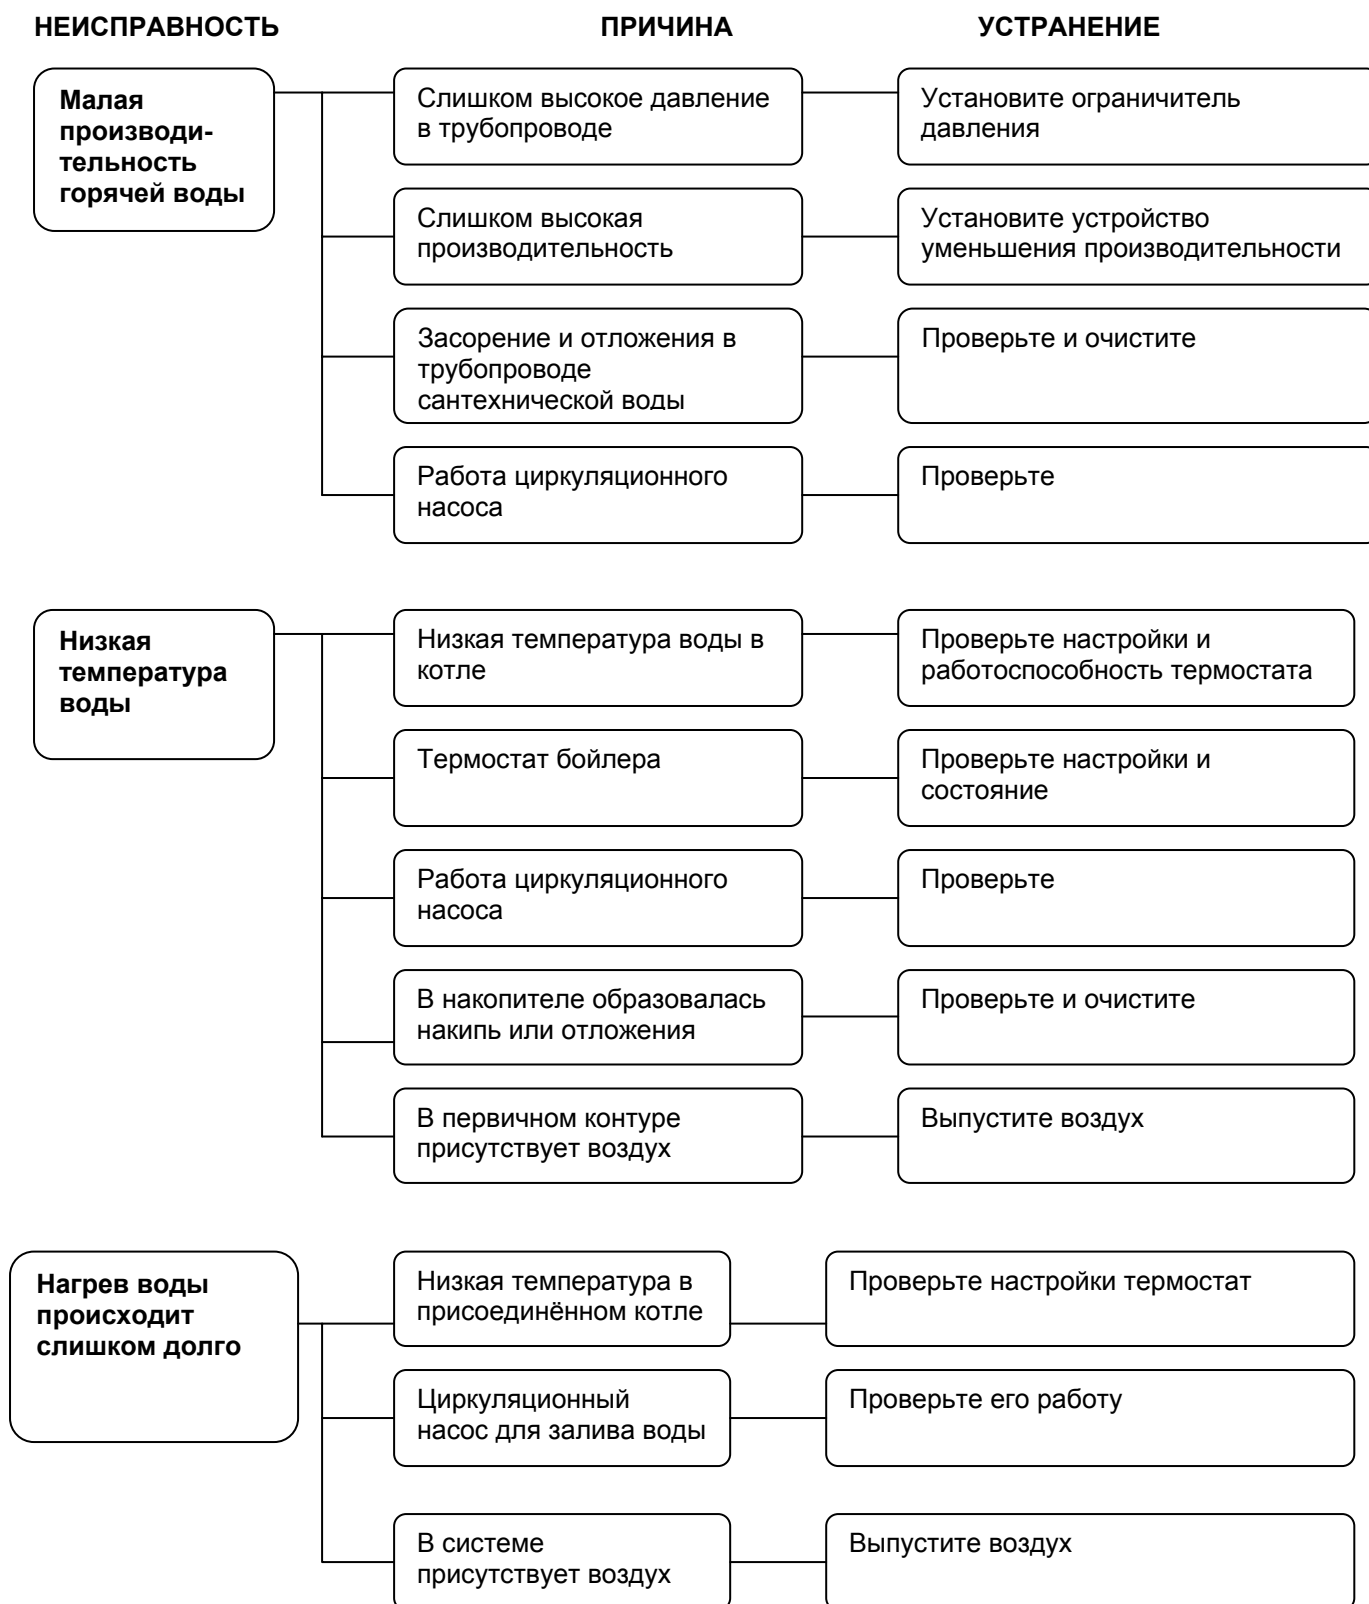 НЕИСПРАВНОСТЬ ПРИЧИНА УСТРАНЕНИЕ
Малая
производи-
тельность
горячей воды
Слишком высокое давление
в трубопроводе
Установите ограничитель
давления
Слишком высокая
производительность
Установите устройство
уменьшения производительности
Засорение и отложения в
трубопроводе
сантехнической воды
Проверьте и очистите
Работа циркуляционного
насоса
Проверьте
Низкая
температура
воды
Низкая температура воды в
котле
Проверьте настройки и
работоспособность термостата
Термостат бойлера
Проверьте настройки и
состояние
Работа циркуляционного
насоса
Проверьте
В накопителе образовалась
накипь или отложения
Проверьте и очистите
В первичном контуре
присутствует воздух
Выпустите воздух
Нагрев воды
происходит
слишком долго
Низкая температура в
присоединённом котле
Проверьте настройки термостат
Циркуляционный
насос для залива воды
Проверьте его работу
В системе
присутствует воздух
Выпустите воздух